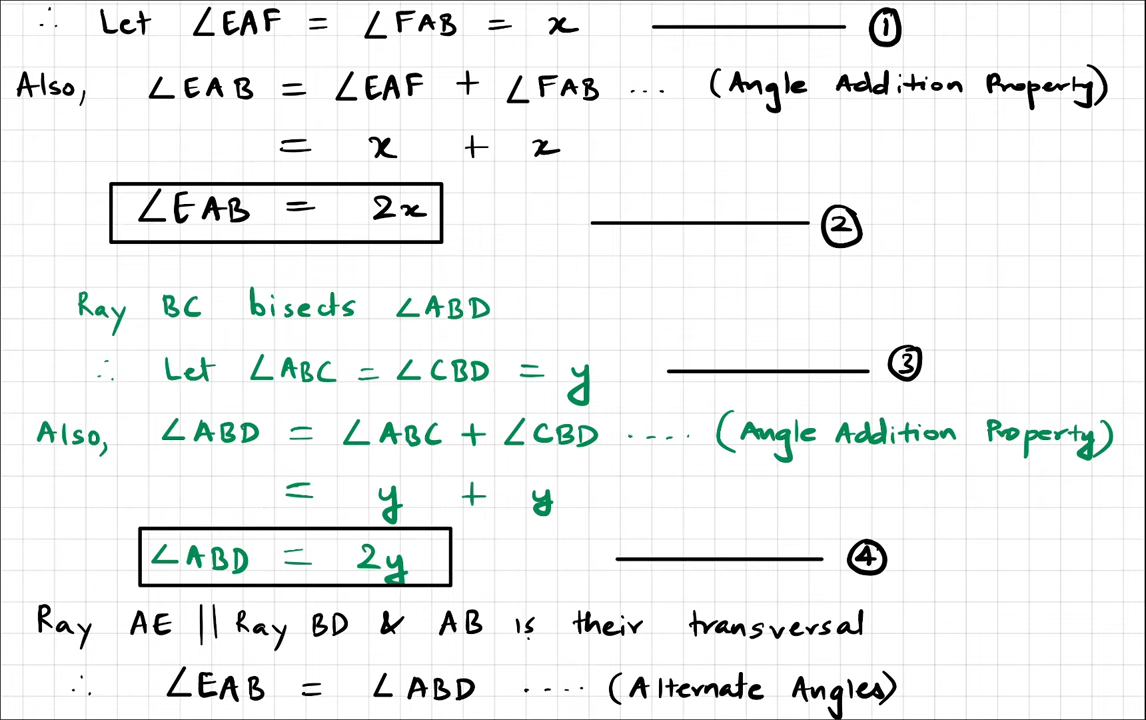 ∴ Let ∠EAF = ∠FAB = x ——— ①
Also, ∠EAB = ∠EAF + ∠FAB ... (Angle Addition Property)
= x + x
∠EAB = 2x ——— ②
Ray BC bisects ∠ABD
∴ Let ∠ABC = ∠CBD = y ——— ③
Also, ∠ABD = ∠ABC + ∠CBD .... (Angle Addition Property)
= y + y
∠ABD = 2y ——— ④
Ray AE || Ray BD & AB is their transversal
∴ ∠EAB = ∠ABD .... (Alternate Angles)